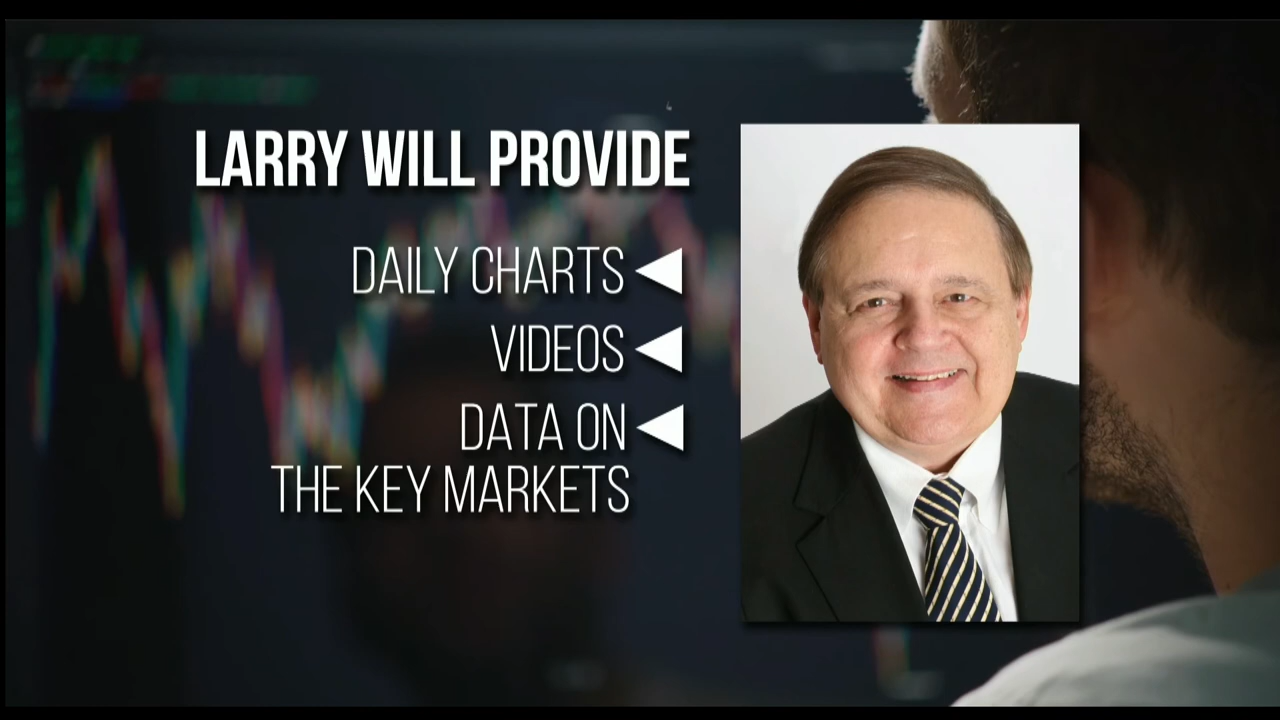 LARRY WILL PROVIDE
DAILY CHARTS
VIDEOS
DATA ON
THE KEY MARKETS